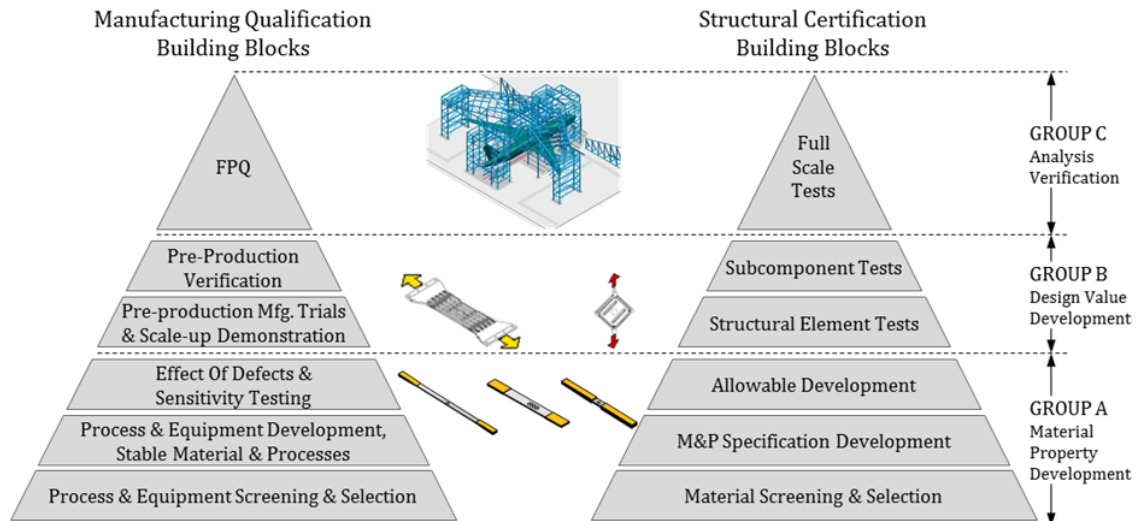 Manufacturing Qualification
Building Blocks
Structural Certification
Building Blocks
FPQ
Full
Scale
Tests
GROUP C
Analysis
Verification
Pre-Production
Verification
Subcomponent Tests
Pre-production Mfg. Trials
& Scale-up Demonstration
Structural Element Tests
GROUP B
Design Value
Development
Effect Of Defects &
Sensitivity Testing
Allowable Development
Process & Equipment Development,
Stable Material & Processes
M&P Specification Development
Process & Equipment Screening & Selection
Material Screening & Selection
GROUP A
Material
Property
Development